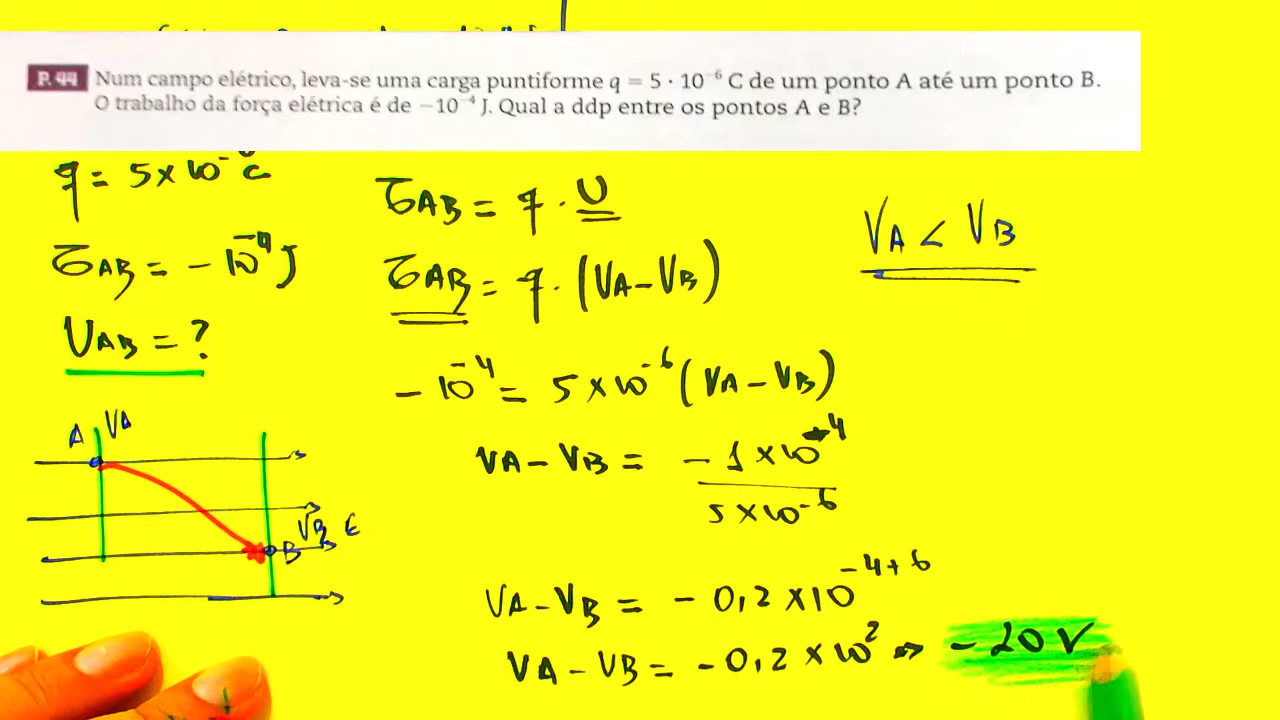 P. 44 Num campo elétrico, leva-se uma carga puntiforme q = 5 · 10⁻⁶ C de um ponto A até um ponto B.
O trabalho da força elétrica é de −10⁻⁴ J. Qual a ddp entre os pontos A e B?
q = 5×10⁻ C
τAB = −10⁻⁴ J
UAB = ?
A VA
VB E
B
τAB = q · U
τAB = q · (VA − VB)
−10⁻⁴ = 5×10⁻⁶ (VA − VB)
VA − VB = −1×10⁻⁴
5×10⁻⁶
VA − VB = −0,2×10⁻⁴⁺⁶
VA − VB = −0,2×10² ⇒ −20 V
VA < VB